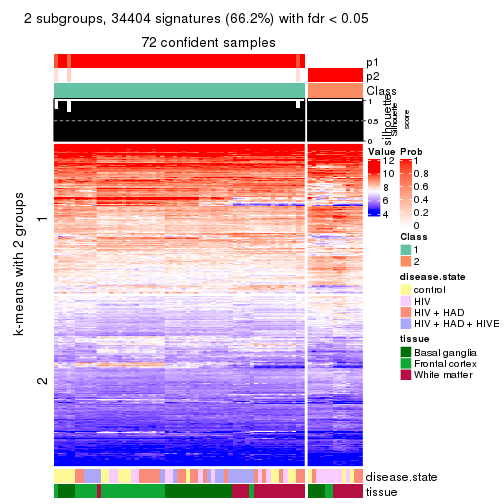 2 subgroups, 34404 signatures (66.2%) with fdr < 0.05
72 confident samples
p1
p2
Class
1
0.5
0
silhouette
Silhouette
score
k-means with 2 groups
1
2
Value
12
10
8
6
4
Prob
1
0.8
0.6
0.4
0.2
0
Class
1
2
disease.state
control
HIV
HIV + HAD
HIV + HAD + HIVE
tissue
Basal ganglia
Frontal cortex
White matter
disease.state
tissue